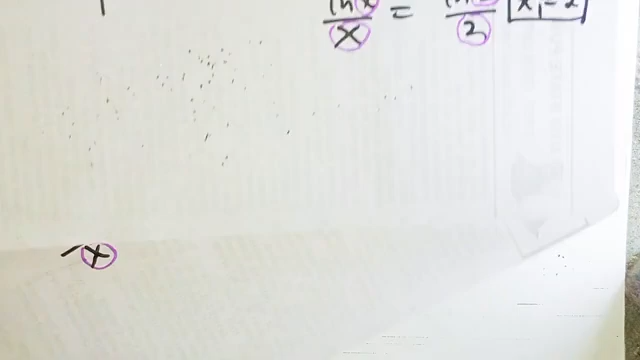 ln x / x = ln 2 / 2 x₁ = 2
x